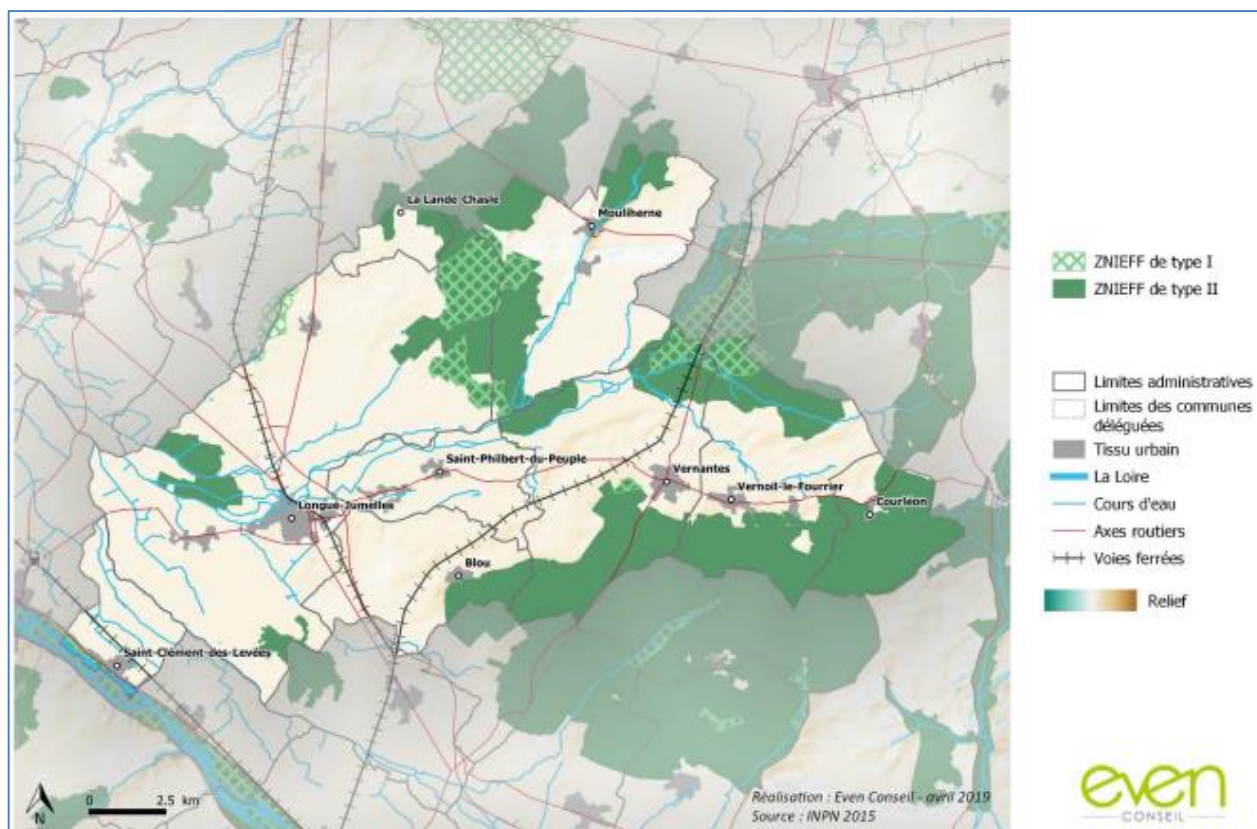 La Lande Chasle
Mouliherne
Saint-Philbert-du-Peuple
Vernantes
Vernoil-le-Fourrier
Courléon
Longué-Jumelles
Blou
Saint-Clément-des-Levées
0 2.5 km
N
Réalisation : Even Conseil - avril 2019
Source : INPN 2015
ZNIEFF de type I
ZNIEFF de type II
Limites administratives
Limites des communes
déléguées
Tissu urbain
La Loire
Cours d'eau
Axes routiers
Voies ferrées
Relief
even
CONSEIL